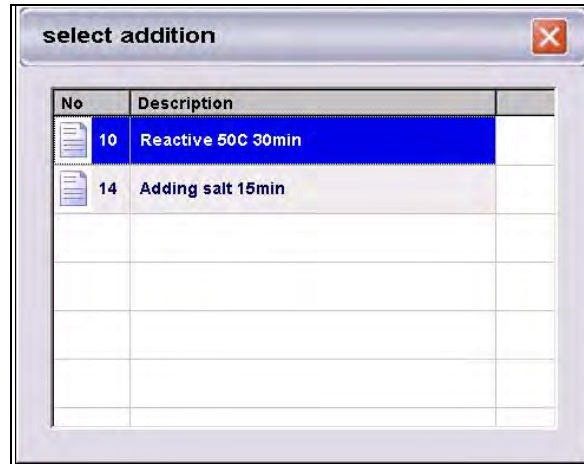 select addition
No Description
10 Reactive 50C 30min
14 Adding salt 15min